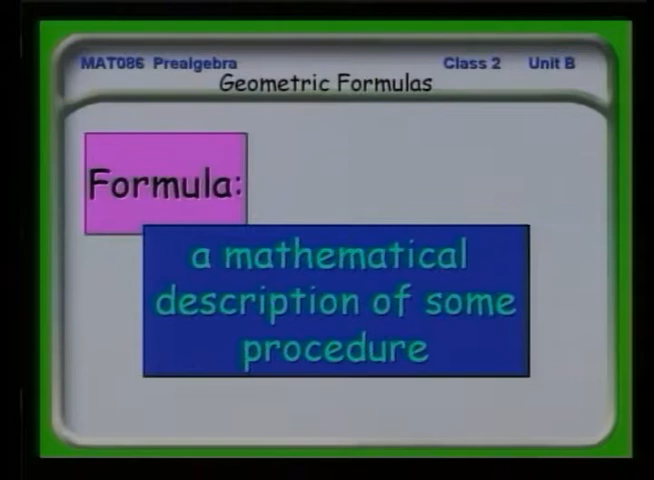 MAT086 Prealgebra Class 2 Unit B
Geometric Formulas
Formula:
a mathematical
description of some
procedure